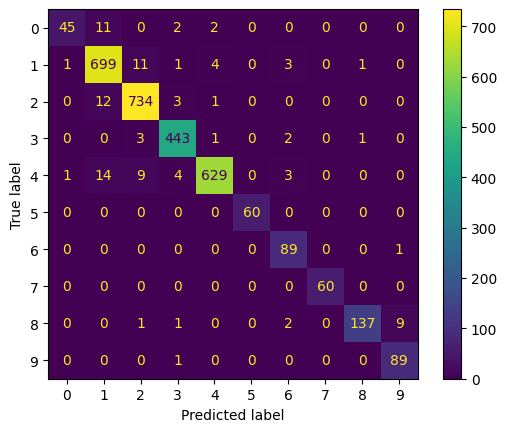 0 45 11 0 2 2 0 0 0 0 0
1 1 699 11 1 4 0 3 0 1 0
2 0 12 734 3 1 0 0 0 0 0
3 0 0 3 443 1 0 2 0 1 0
4 1 14 9 4 629 0 3 0 0 0
5 0 0 0 0 0 60 0 0 0 0
6 0 0 0 0 0 0 89 0 0 1
7 0 0 0 0 0 0 0 60 0 0
8 0 0 1 1 0 0 2 0 137 9
9 0 0 0 1 0 0 0 0 0 89
0 1 2 3 4 5 6 7 8 9
Predicted label
True label
700
600
500
400
300
200
100
0